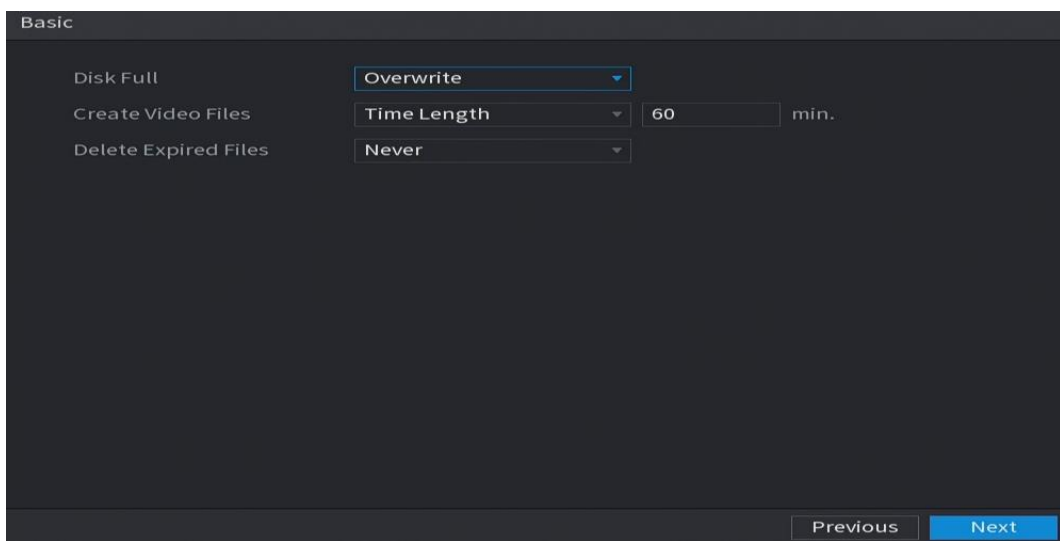 Basic
Disk Full Overwrite
Create Video Files Time Length 60 min.
Delete Expired Files Never
Previous Next